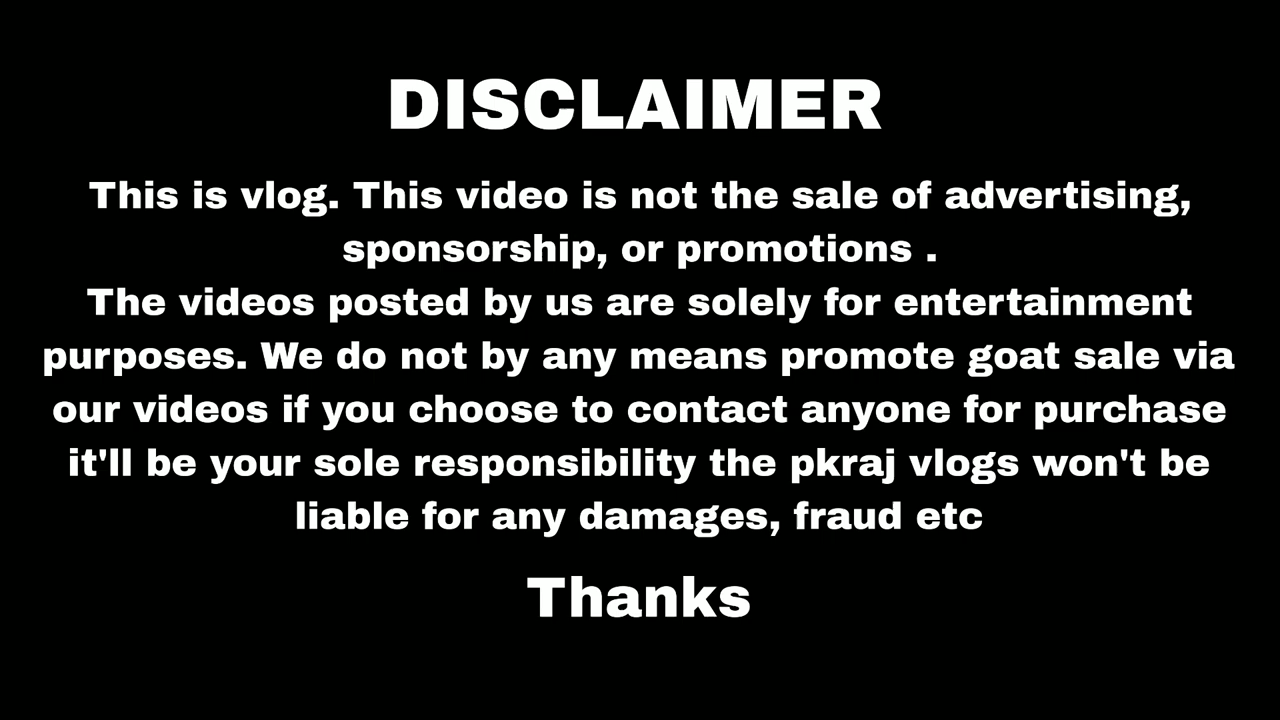 DISCLAIMER
This is vlog. This video is not the sale of advertising,
sponsorship, or promotions .
The videos posted by us are solely for entertainment
purposes. We do not by any means promote goat sale via
our videos if you choose to contact anyone for purchase
it'll be your sole responsibility the pkraj vlogs won't be
liable for any damages, fraud etc
Thanks